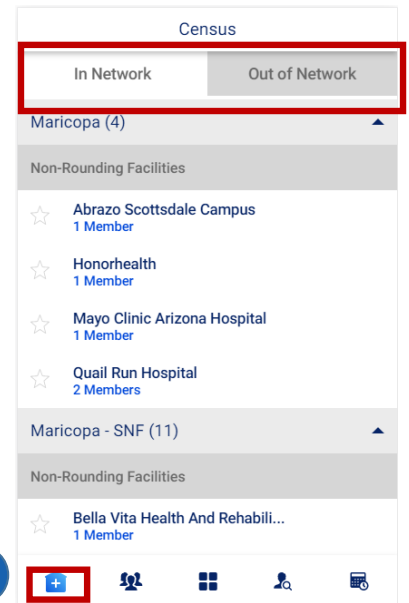 Census
In Network
Out of Network
Maricopa (4)
Non-Rounding Facilities
Abrazo Scottsdale Campus
1 Member
Honorhealth
1 Member
Mayo Clinic Arizona Hospital
1 Member
Quail Run Hospital
2 Members
Maricopa - SNF (11)
Non-Rounding Facilities
Bella Vita Health And Rehabili...
1 Member